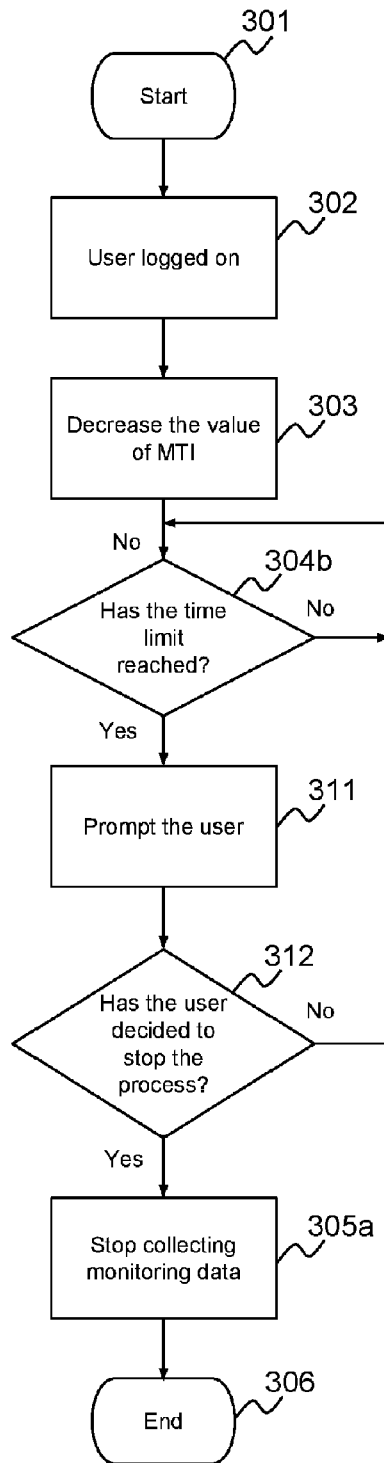 301
Start
302
User logged on
303
Decrease the value
of MTI
No
304b
Has the time
limit
reached?
No
Yes
311
Prompt the user
312
Has the user
decided to
stop the
process?
No
Yes
305a
Stop collecting
monitoring data
End
306